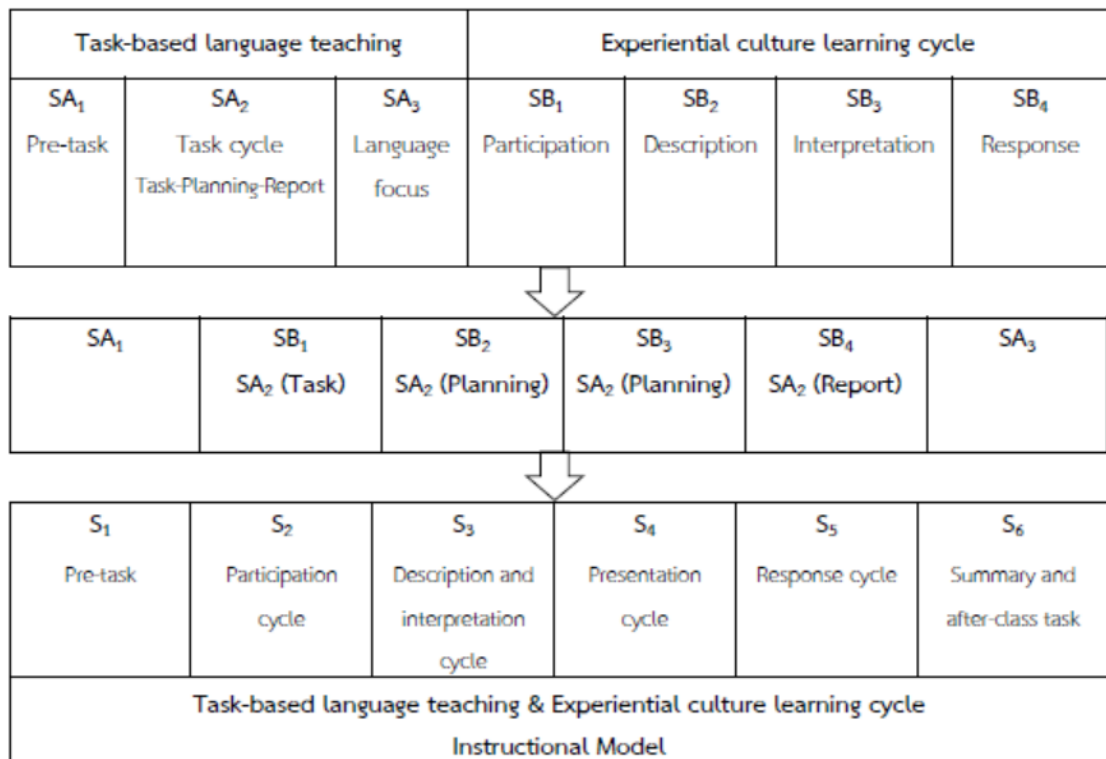 Task-based language teaching
Experiential culture learning cycle
SA₁
Pre-task
SA₂
Task cycle
Task-Planning-Report
SA₃
Language
focus
SB₁
Participation
SB₂
Description
SB₃
Interpretation
SB₄
Response
SA₁
SB₁
SA₂ (Task)
SB₂
SA₂ (Planning)
SB₃
SA₂ (Planning)
SB₄
SA₂ (Report)
SA₃
S₁
Pre-task
S₂
Participation
cycle
S₃
Description and
interpretation
cycle
S₄
Presentation
cycle
S₅
Response cycle
S₆
Summary and
after-class task
Task-based language teaching & Experiential culture learning cycle
Instructional Model